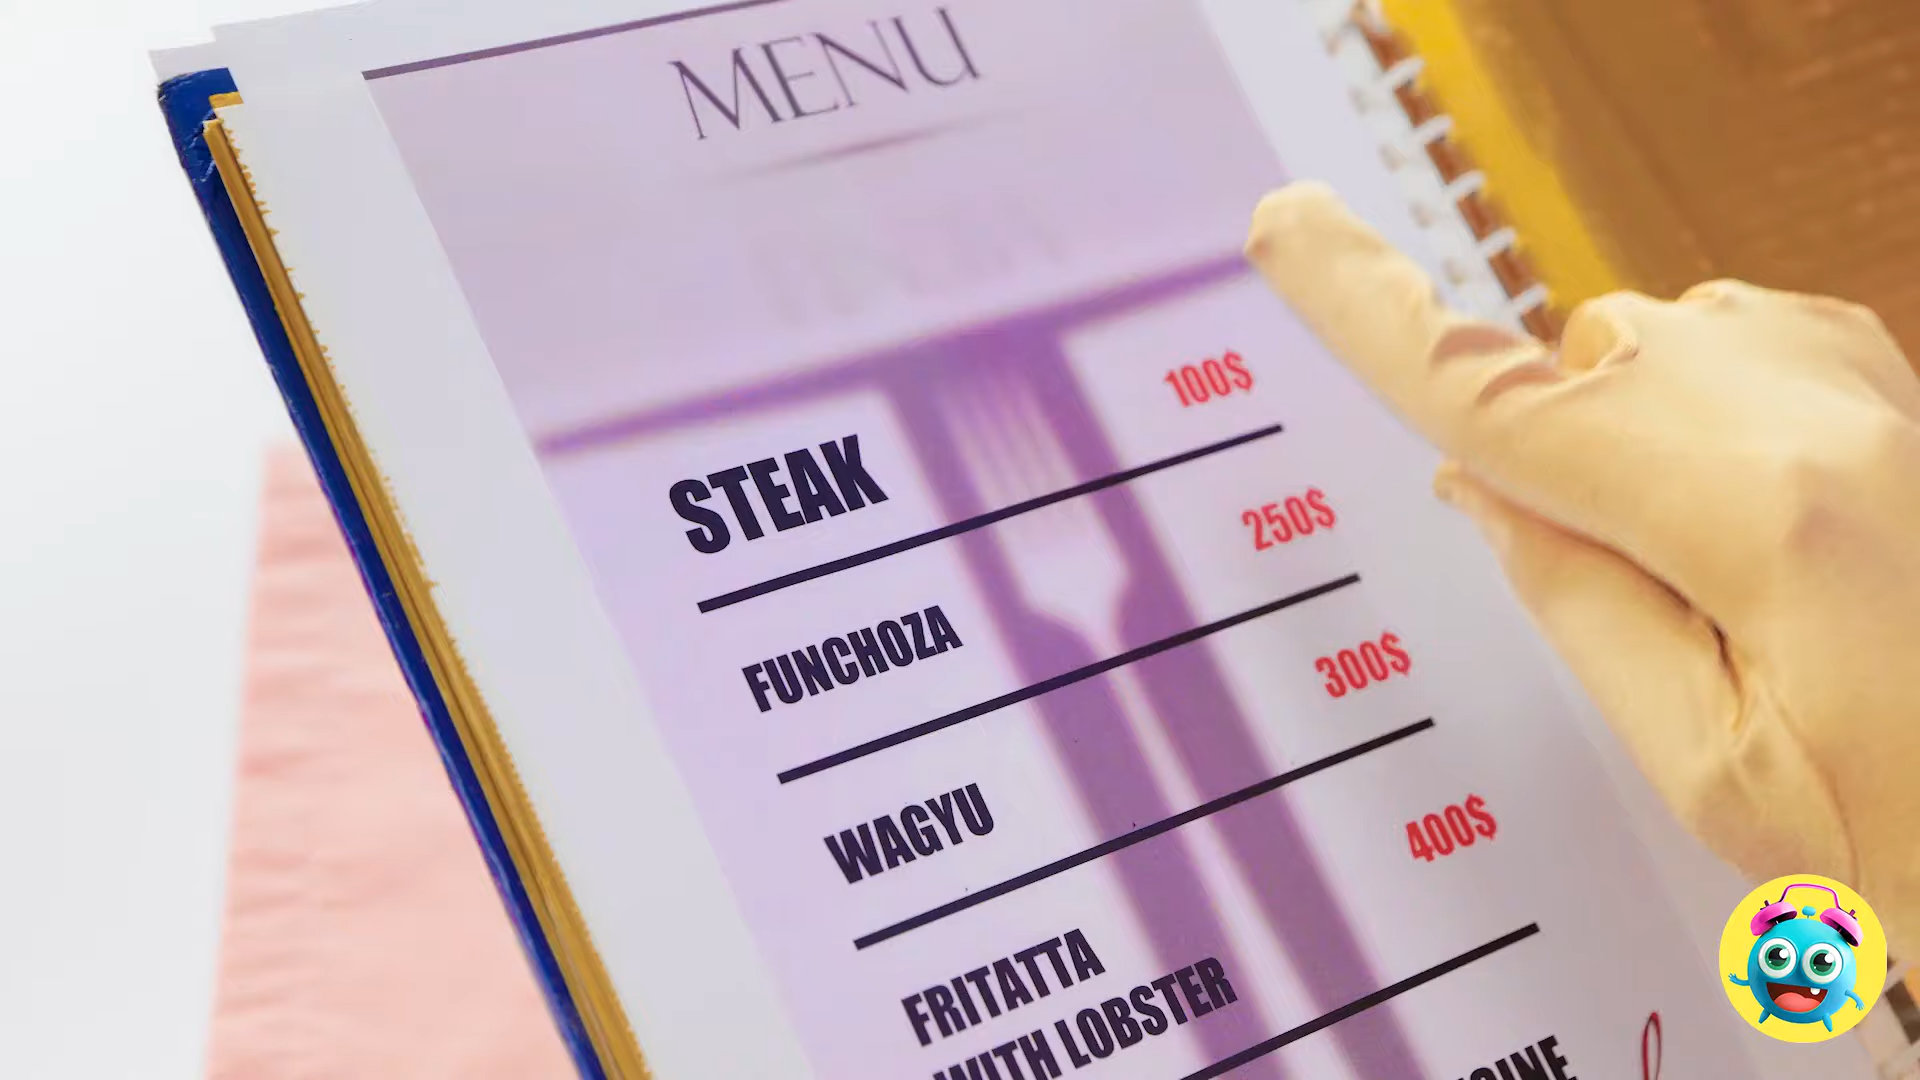 MENU
STEAK
100$
FUNCHOZA
250$
WAGYU
300$
FRITATTA
WITH LOBSTER
400$